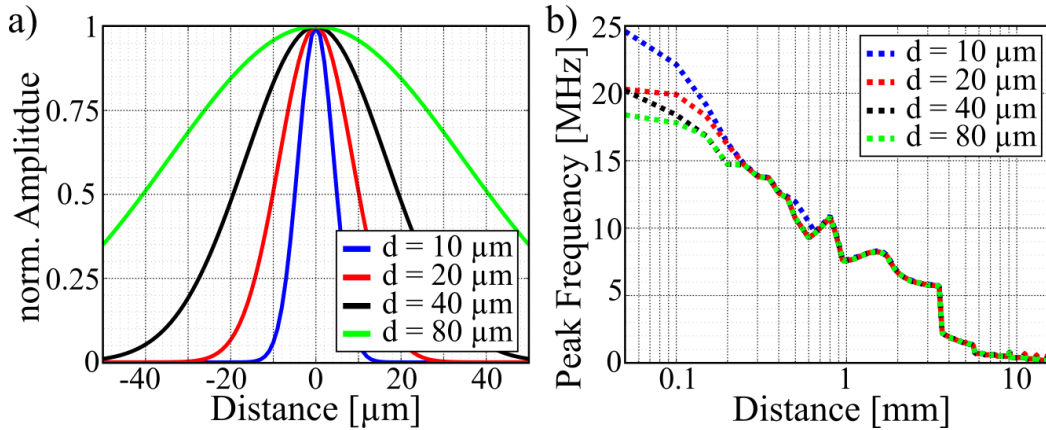 a)
norm. Amplitdue
1
0.75
0.5
0.25
0
-40
-20
0
20
40
Distance [µm]
d = 10 µm
d = 20 µm
d = 40 µm
d = 80 µm
b)
Peak Frequency [MHz]
25
20
15
10
5
0
0.1
1
10
Distance [mm]
d = 10 µm
d = 20 µm
d = 40 µm
d = 80 µm